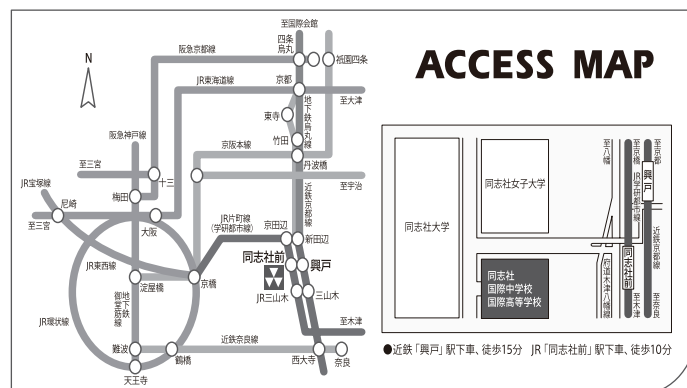 至国際会館
四条
烏丸
阪急京都線
祇園四条
N
JR東海道線
京都
至大津
地下鉄烏丸線
東寺
竹田
阪急神戸線
京阪本線
丹波橋
至三宮
十三
至宇治
JR宝塚線
尼崎
梅田
近鉄京都線
至三宮
大阪
JR片町線
(学研都市線)
京田辺
新田辺
同志社前
興戸
JR東西線
淀屋橋
京橋
JR三山木
三山木
地下鉄
御堂筋線
JR環状線
至木津
難波
鶴橋
近鉄奈良線
西大寺
奈良
天王寺
ACCESS MAP
同志社大学
同志社女子大学
同志社
国際中学校
国際高等学校
至八幡
至京橋
至京都
JR学研都市線
興戸
近鉄京都線
同志社前
府道木津八幡線
至木津
至奈良
●近鉄「興戸」駅下車、徒歩15分 JR「同志社前」駅下車、徒歩10分